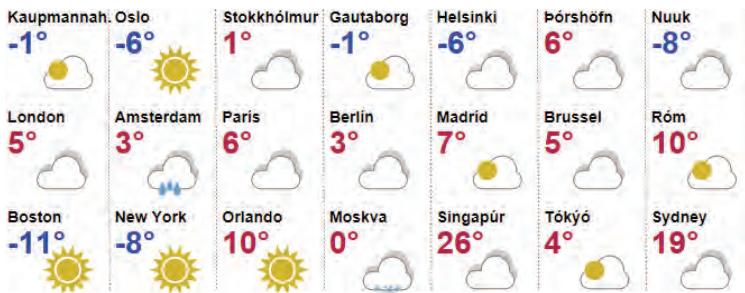 Kaupmannah. Oslo Stokkhólmur Gautaborg Helsinki Þórshöfn Nuuk
-1° -6° 1° -1° -6° 6° -8°
London Amsterdam París Berlín Madríd Brussel Róm
5° 3° 6° 3° 7° 5° 10°
Boston New York Orlando Moskva Singapúr Tókýó Sydney
-11° -8° 10° 0° 26° 4° 19°